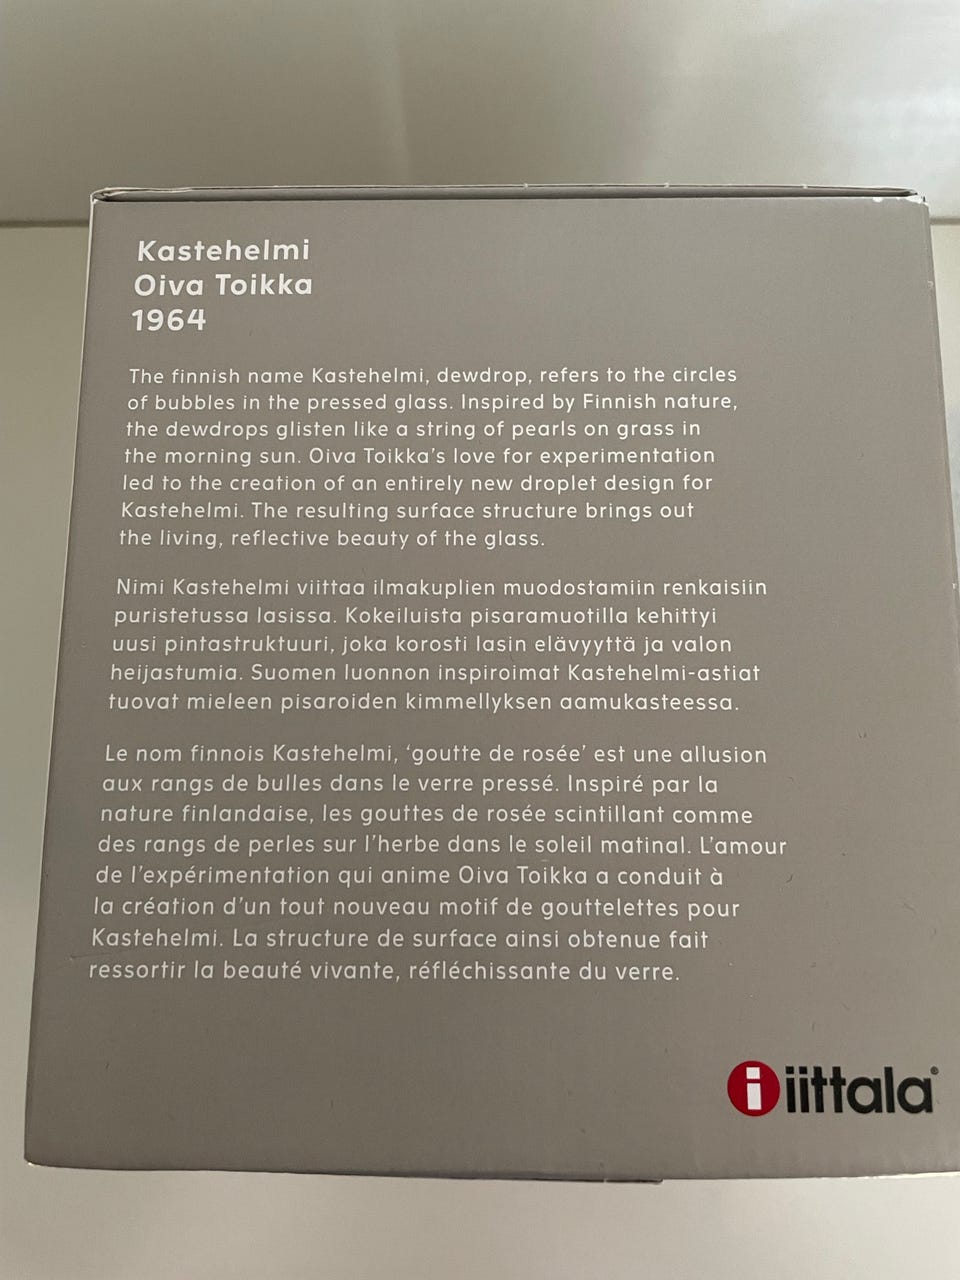 Kastehelmi
Oiva Toikka
1964
The finnish name Kastehelmi, dewdrop, refers to the circles
of bubbles in the pressed glass. Inspired by Finnish nature,
the dewdrops glisten like a string of pearls on grass in
the morning sun. Oiva Toikka's love for experimentation
led to the creation of an entirely new droplet design for
Kastehelmi. The resulting surface structure brings out
the living, reflective beauty of the glass.
Nimi Kastehelmi viittaa ilmakuplien muodostamiin renkaisiin
puristetussa lasissa. Kokeiluista pisaramuotilla kehittyi
uusi pintastruktuuri, joka korosti lasin elävyyttä ja valon
heijastumia. Suomen luonnon inspiroimat Kastehelmi-astiat
tuovat mieleen pisaroiden kimmellyksen aamukasteessa.
Le nom finnois Kastehelmi, ‘goutte de rosée’ est une allusion
aux rangs de bulles dans le verre pressé. Inspiré par la
nature finlandaise, les gouttes de rosée scintillant comme
des rangs de perles sur l'herbe dans le soleil matinal. L'amour
de l'expérimentation qui anime Oiva Toikka a conduit à
la création d'un tout nouveau motif de gouttelettes pour
Kastehelmi. La structure de surface ainsi obtenue fait
ressortir la beauté vivante, réfléchissante du verre.
i iittala